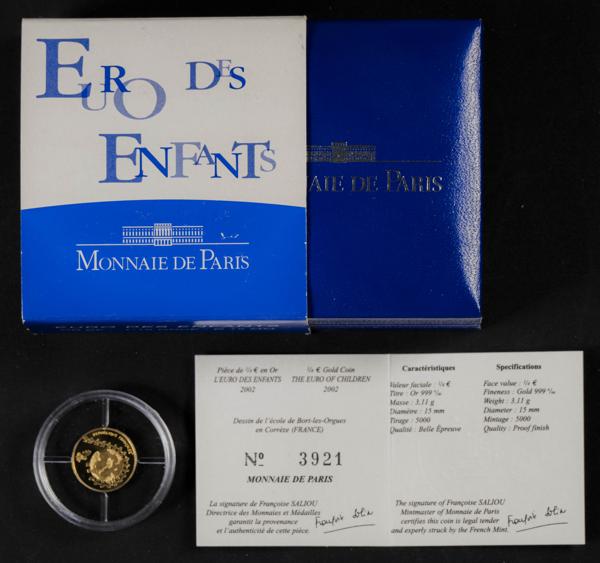 EURO DES
ENFANTS
MONNAIE DE PARIS
NAIE DE PARIS
EURO DES ENFANTS
Pièce de ¼ € en Or
L'EURO DES ENFANTS
2002
¼ € Gold Coin
THE EURO OF CHILDREN
2002
Dessin de l'école de Bort-les-Orgues
en Corrèze (FRANCE)
No 3921
MONNAIE DE PARIS
La signature de Françoise SALIOU
Directrice des Monnaies et Médailles
garantit la provenance
et l'authenticité de cette pièce.
Caractéristiques
Valeur faciale : ¼ €
Titre : Or 999 ‰
Masse : 3,11 g
Diamètre : 15 mm
Tirage : 5000
Qualité : Belle Épreuve
Specifications
Face value : ¼ €
Fineness : Gold 999 ‰
Weight : 3.11 g
Diameter : 15 mm
Mintage : 5000
Quality : Proof finish
The signature of Françoise SALIOU
Mintmaster of Monnaie de Paris
certifies this coin is legal tender
and experly struck by the French Mint.